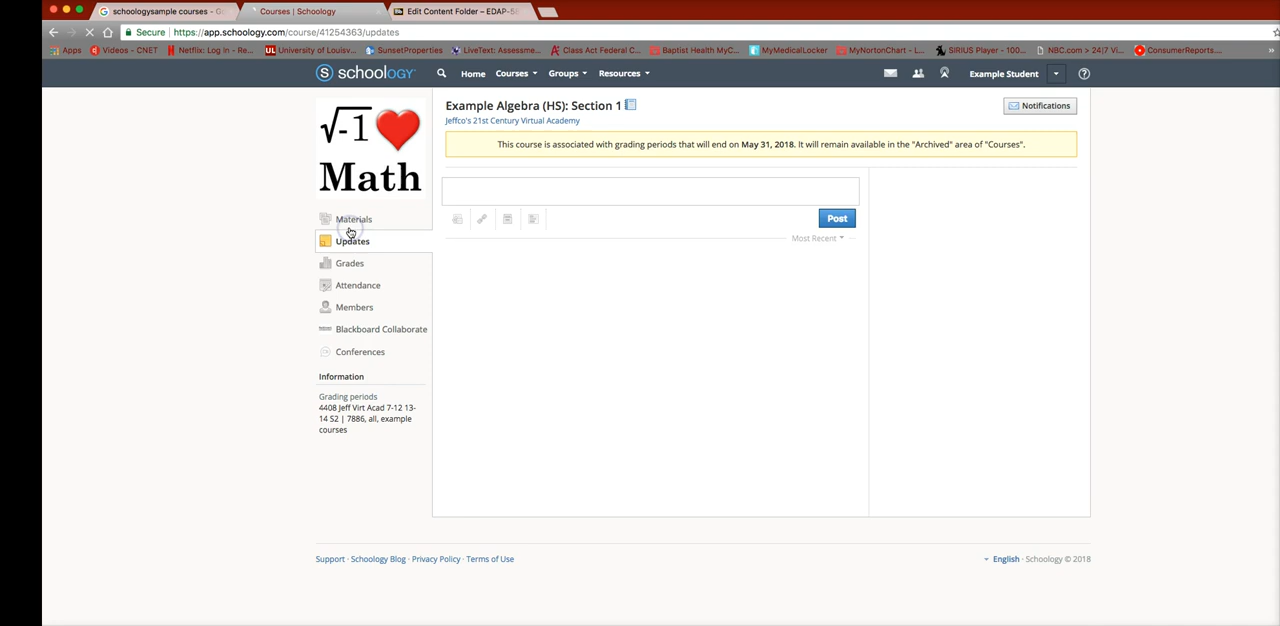 schoologysample courses - G
Courses | Schoology
Edit Content Folder – EDAP-58
Secure
https://app.schoology.com/course/41254363/updates
Apps
Videos - CNET
Netflix: Log In - Re...
University of Louisv...
SunsetProperties
LiveText: Assessme...
Class Act Federal C...
Baptist Health MyC...
MyMedicalLocker
MyNortonChart - L...
SIRIUS Player - 100...
NBC.com > 24|7 Vi...
ConsumerReports....
»
S schoology
Home
Courses
Groups
Resources
Example Student
√-1
Math
Example Algebra (HS): Section 1
Notifications
Jeffco's 21st Century Virtual Academy
This course is associated with grading periods that will end on May 31, 2018. It will remain available in the "Archived" area of "Courses".
Post
Most Recent
Materials
Updates
Grades
Attendance
Members
Blackboard Collaborate
Conferences
Information
Grading periods
4408 Jeff Virt Acad 7-12 13-
14 S2 | 7886, all, example
courses
Support · Schoology Blog · Privacy Policy · Terms of Use
English · Schoology © 2018